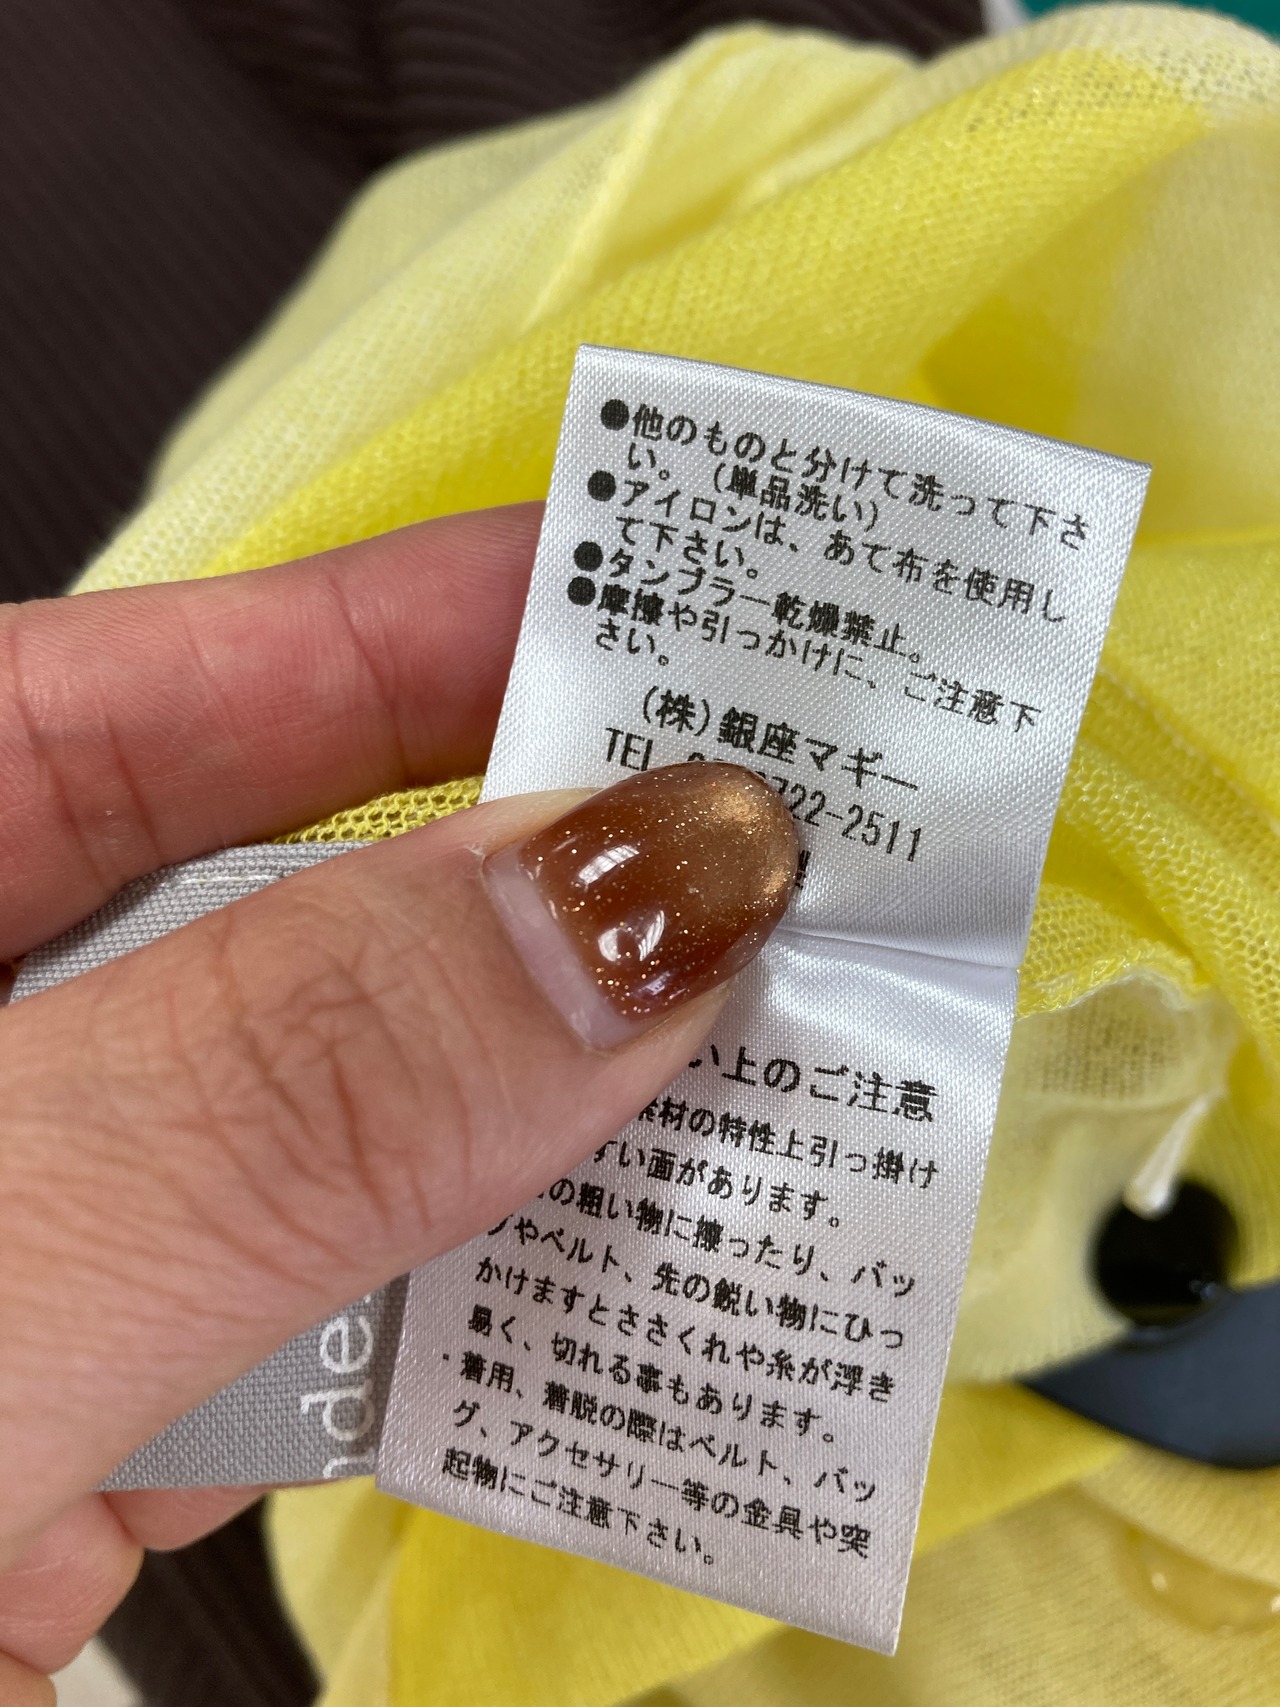 ●他のものと分けて洗って下さ
い。（単品洗い）
●アイロンは、あて布を使用し
て下さい。
●タンブラー乾燥禁止。
●摩擦や引っかけに、ご注意下
さい。
(株)銀座マギー
TEL 722-2511
い上のご注意
素材の特性上引っ掛け
すい面があります。
の粗い物に擦ったり、バッ
グやベルト、先の鋭い物にひっ
かけますとささくれや糸が浮き
易く、切れる事もあります。
・着用、着脱の際はベルト、バッ
グ、アクセサリー等の金具や突
起物にご注意下さい。
nde